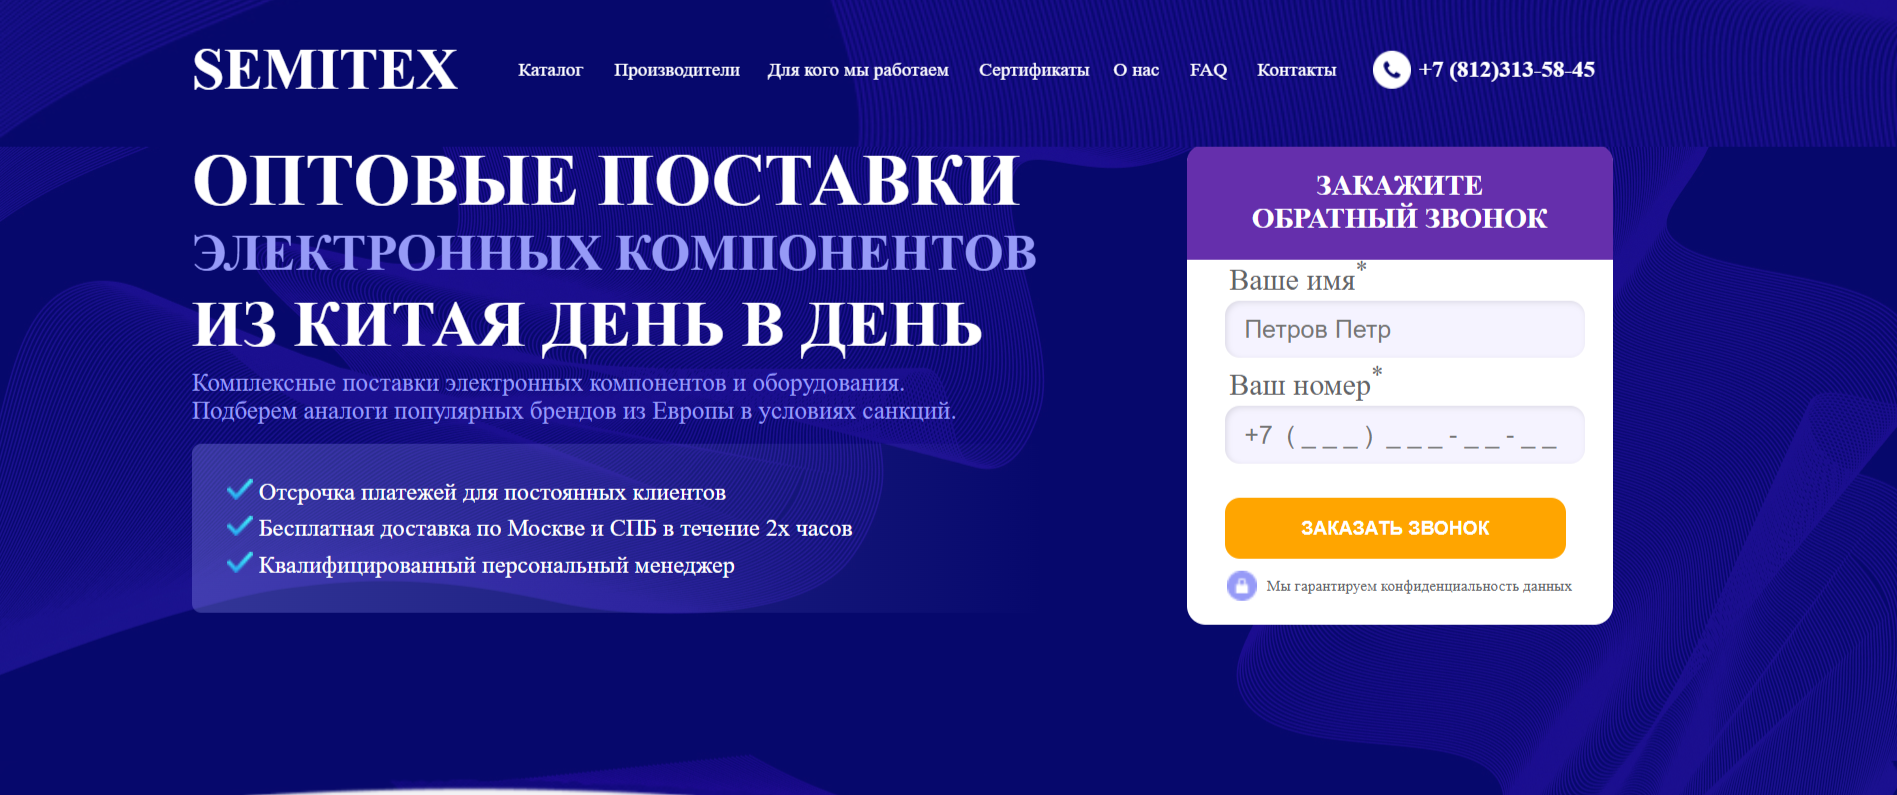 SEMITEX
Каталог
Производители
Для кого мы работаем
Сертификаты
О нас
FAQ
Контакты
+7 (812)313-58-45
ОПТОВЫЕ ПОСТАВКИ
ЭЛЕКТРОННЫХ КОМПОНЕНТОВ
ИЗ КИТАЯ ДЕНЬ В ДЕНЬ
Комплексные поставки электронных компонентов и оборудования.
Подберем аналоги популярных брендов из Европы в условиях санкций.
Отсрочка платежей для постоянных клиентов
Бесплатная доставка по Москве и СПБ в течение 2х часов
Квалифицированный персональный менеджер
ЗАКАЖИТЕ
ОБРАТНЫЙ ЗВОНОК
Ваше имя*
Петров Петр
Ваш номер*
+7 (___) ___-__-__
ЗАКАЗАТЬ ЗВОНОК
Мы гарантируем конфиденциальность данных